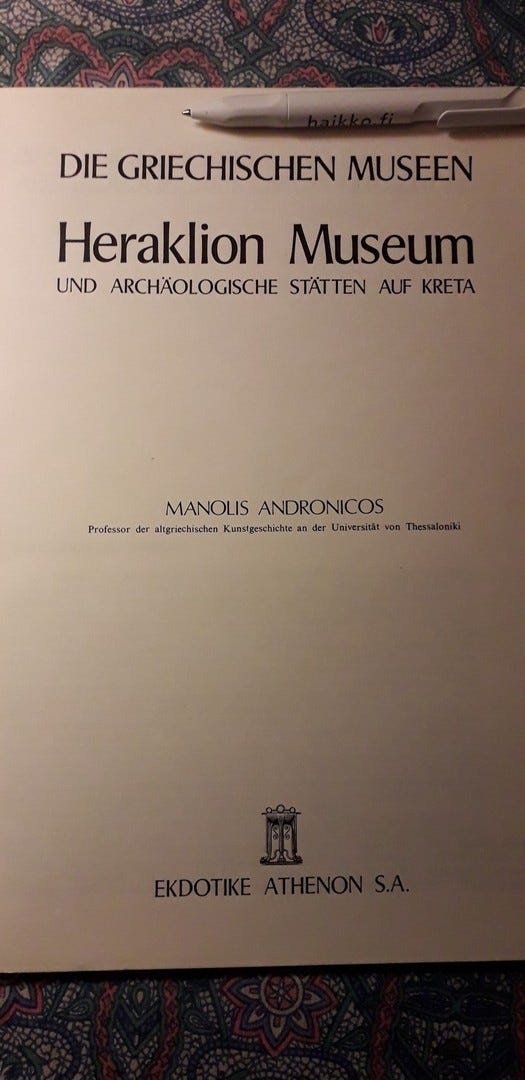 haikko.fi
DIE GRIECHISCHEN MUSEEN
Heraklion Museum
UND ARCHÄOLOGISCHE STÄTTEN AUF KRETA
MANOLIS ANDRONICOS
Professor der altgriechischen Kunstgeschichte an der Universität von Thessaloniki
EKDOTIKE ATHENON S.A.